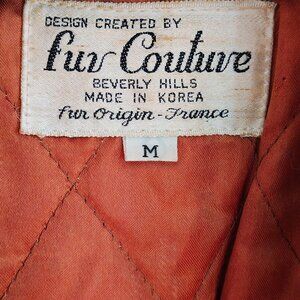 DESIGN CREATED BY
fur Couture
BEVERLY HILLS
MADE IN KOREA
fur Origin-France
M